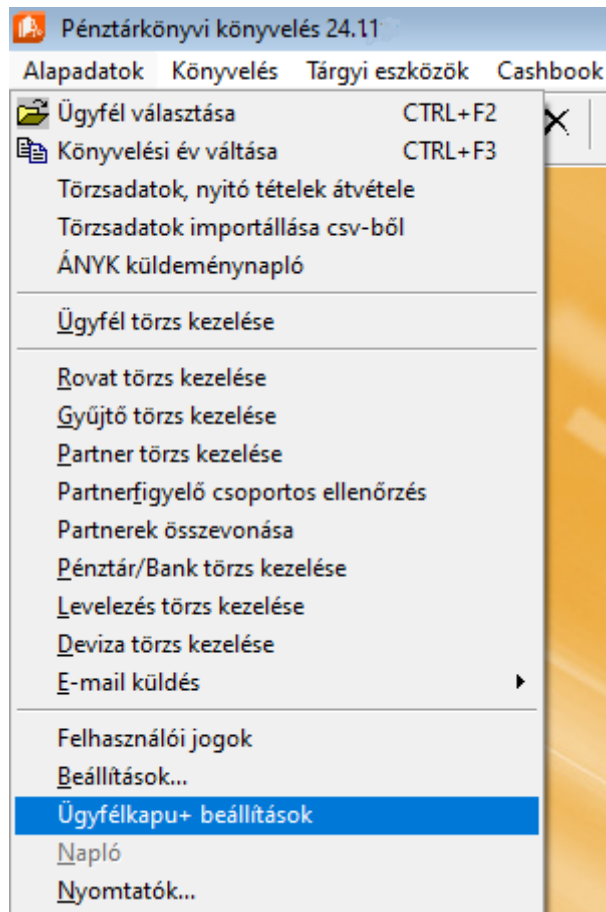 Pénztárkönyvi könyvelés 24.11
Alapadatok Könyvelés Tárgyi eszközök Cashbook
Ügyfél választása CTRL+F2
Könyvelési év váltása CTRL+F3
Törzsadatok, nyitó tételek átvétele
Törzsadatok importállása csv-ből
ÁNYK küldeménynapló
Ügyfél törzs kezelése
Rovat törzs kezelése
Gyűjtő törzs kezelése
Partner törzs kezelése
Partnerfigyelő csoportos ellenőrzés
Partnerek összevonása
Pénztár/Bank törzs kezelése
Levelezés törzs kezelése
Deviza törzs kezelése
E-mail küldés
Felhasználói jogok
Beállítások...
Ügyfélkapu+ beállítások
Napló
Nyomtatók...